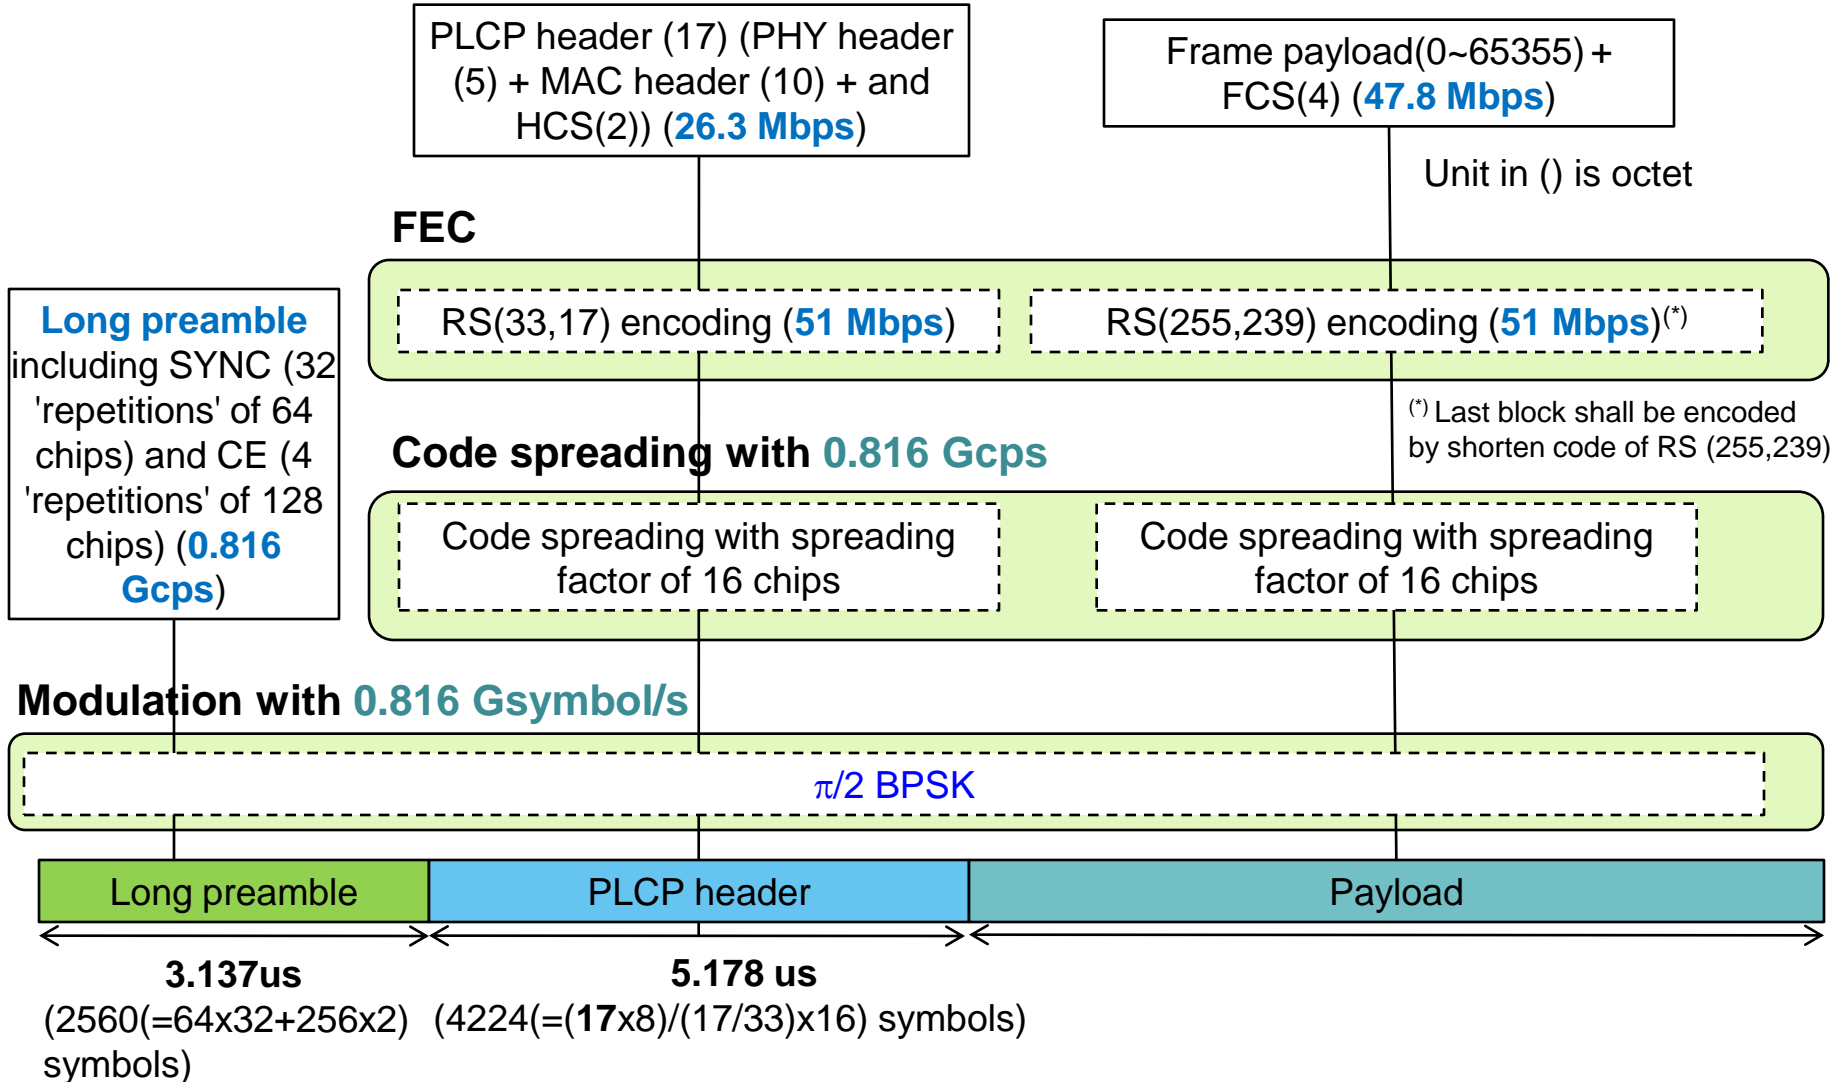 PLCP header (17) (PHY header
(5) + MAC header (10) + and
HCS(2)) (26.3 Mbps)
Frame payload(0~65355) +
FCS(4) (47.8 Mbps)
Unit in () is octet
FEC
RS(33,17) encoding (51 Mbps)
RS(255,239) encoding (51 Mbps)(*)
(*) Last block shall be encoded
by shorten code of RS (255,239)
Long preamble
including SYNC (32
'repetitions' of 64
chips) and CE (4
'repetitions' of 128
chips) (0.816
Gcps)
Code spreading with 0.816 Gcps
Code spreading with spreading
factor of 16 chips
Code spreading with spreading
factor of 16 chips
Modulation with 0.816 Gsymbol/s
π/2 BPSK
Long preamble
PLCP header
Payload
3.137us
(2560(=64x32+256x2)
symbols)
5.178 us
(4224(=(17x8)/(17/33)x16) symbols)